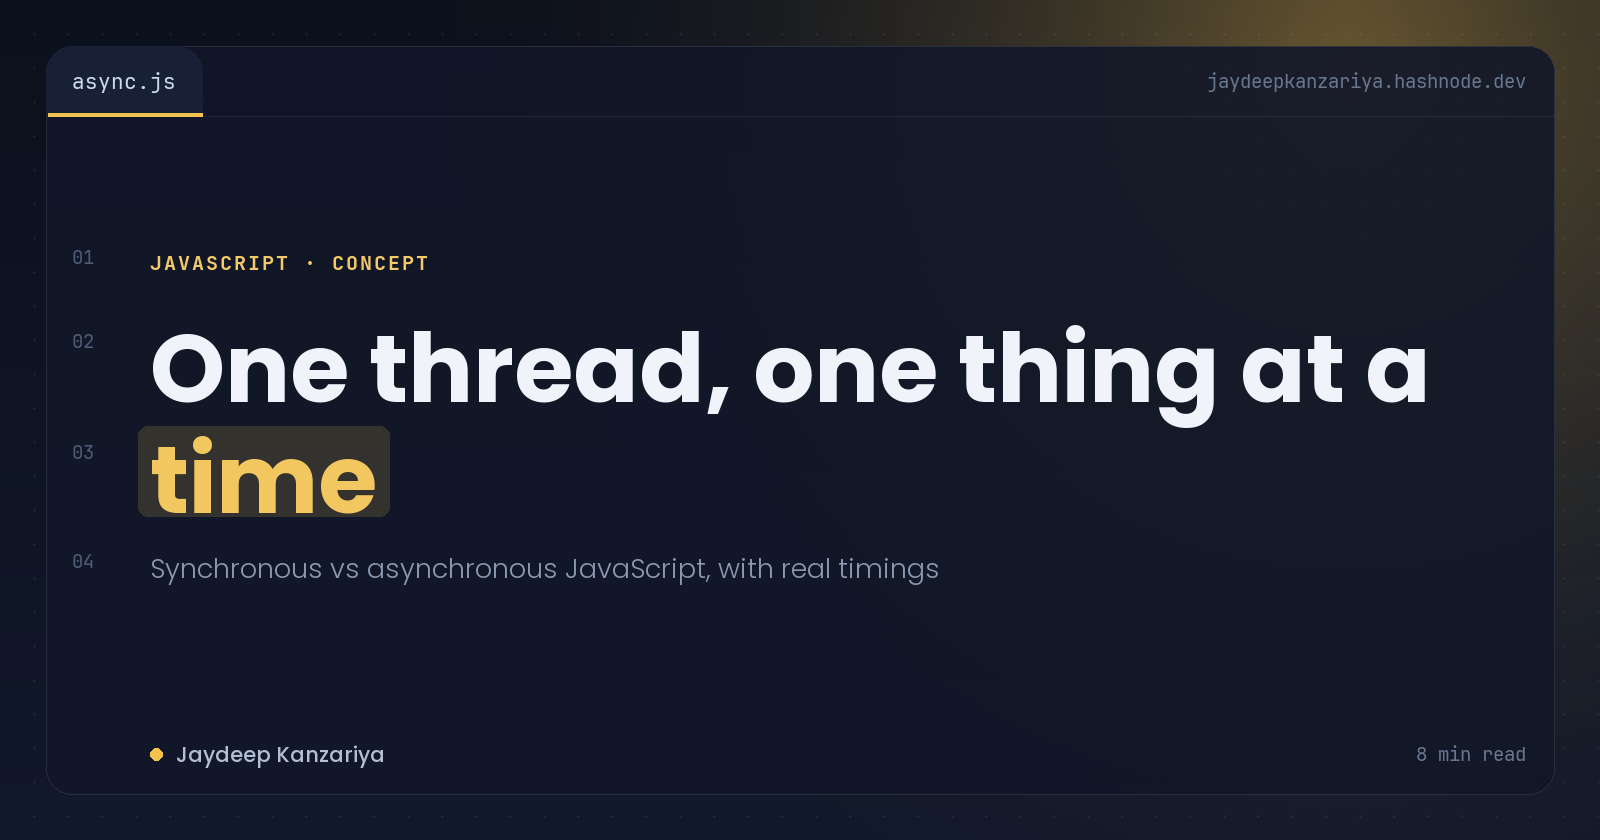 async.js
jaydeepkanzariya.hashnode.dev
01
JAVASCRIPT · CONCEPT
02
One thread, one thing at a
03
time
04
Synchronous vs asynchronous JavaScript, with real timings
Jaydeep Kanzariya
8 min read